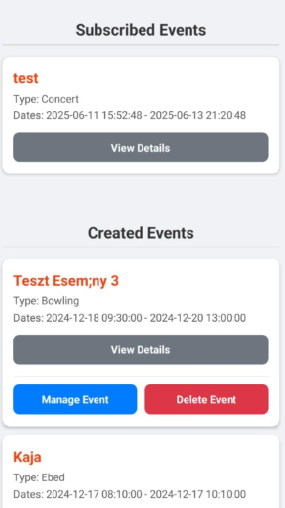 Subscribed Events
test
Type: Concert
Dates: 2025-06-11 15:52:48 - 2025-06-13 21:20:48
View Details
Created Events
Teszt Esem;ny 3
Type: Bowling
Dates: 2024-12-18 09:30:00 - 2024-12-20 13:00:00
View Details
Manage Event
Delete Event
Kaja
Type: Ebed
Dates: 2024-12-17 08:10:00 - 2024-12-17 10:10:00